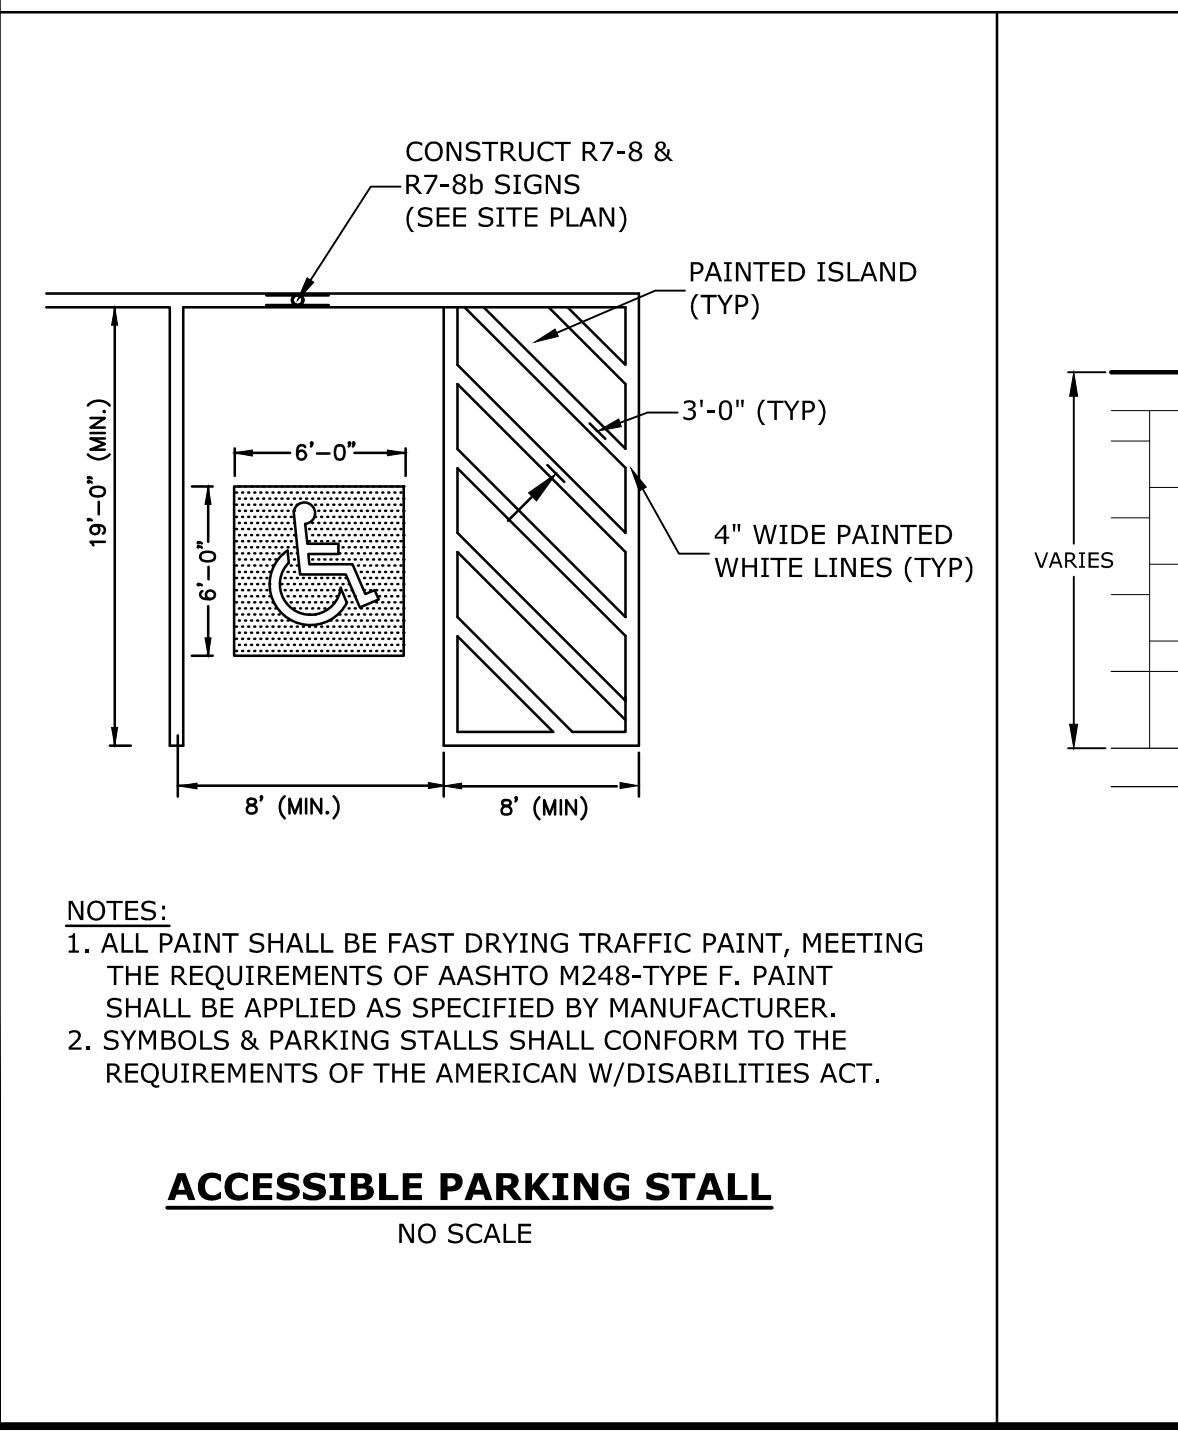 CONSTRUCT R7-8 &
R7-8b SIGNS
(SEE SITE PLAN)
PAINTED ISLAND
(TYP)
3'-0" (TYP)
4" WIDE PAINTED
WHITE LINES (TYP)
19'-0" (MIN.)
6'-0"
6'-0"
8' (MIN.)
8' (MIN)
VARIES
NOTES:
1. ALL PAINT SHALL BE FAST DRYING TRAFFIC PAINT, MEETING
THE REQUIREMENTS OF AASHTO M248-TYPE F. PAINT
SHALL BE APPLIED AS SPECIFIED BY MANUFACTURER.
2. SYMBOLS & PARKING STALLS SHALL CONFORM TO THE
REQUIREMENTS OF THE AMERICAN W/DISABILITIES ACT.
ACCESSIBLE PARKING STALL
NO SCALE